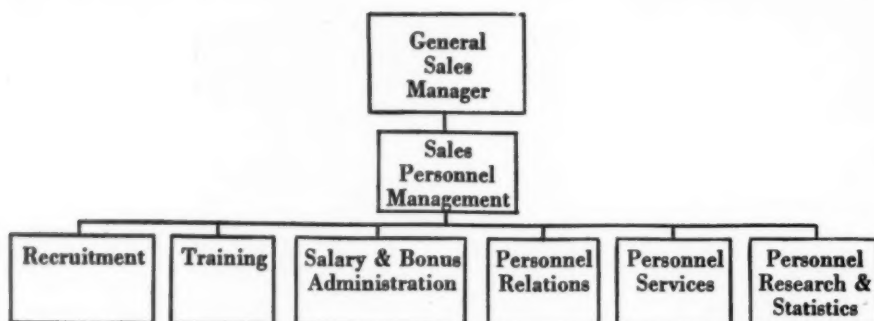 General
Sales
Manager
Sales
Personnel
Management
Recruitment
Training
Salary & Bonus
Administration
Personnel
Relations
Personnel
Services
Personnel
Research &
Statistics